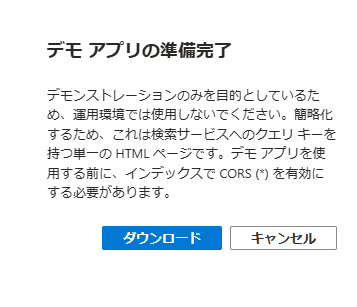 デモ アプリの準備完了
デモンストレーションのみを目的としているた
め、運用環境では使用しないでください。簡略化
するため、これは検索サービスへのクエリ キーを
持つ単一の HTML ページです。デモ アプリを使
用する前に、インデックスで CORS (*) を有効に
する必要があります。
ダウンロード
キャンセル